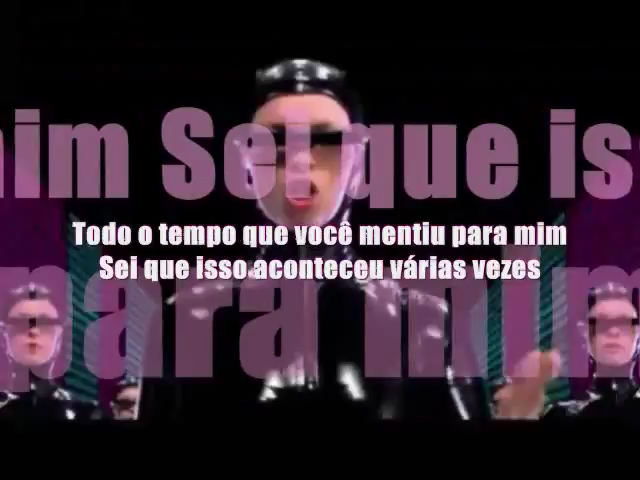 mim Sei que iss
Todo o tempo que você mentiu para mim
Sei que isso aconteceu várias vezes
para mim